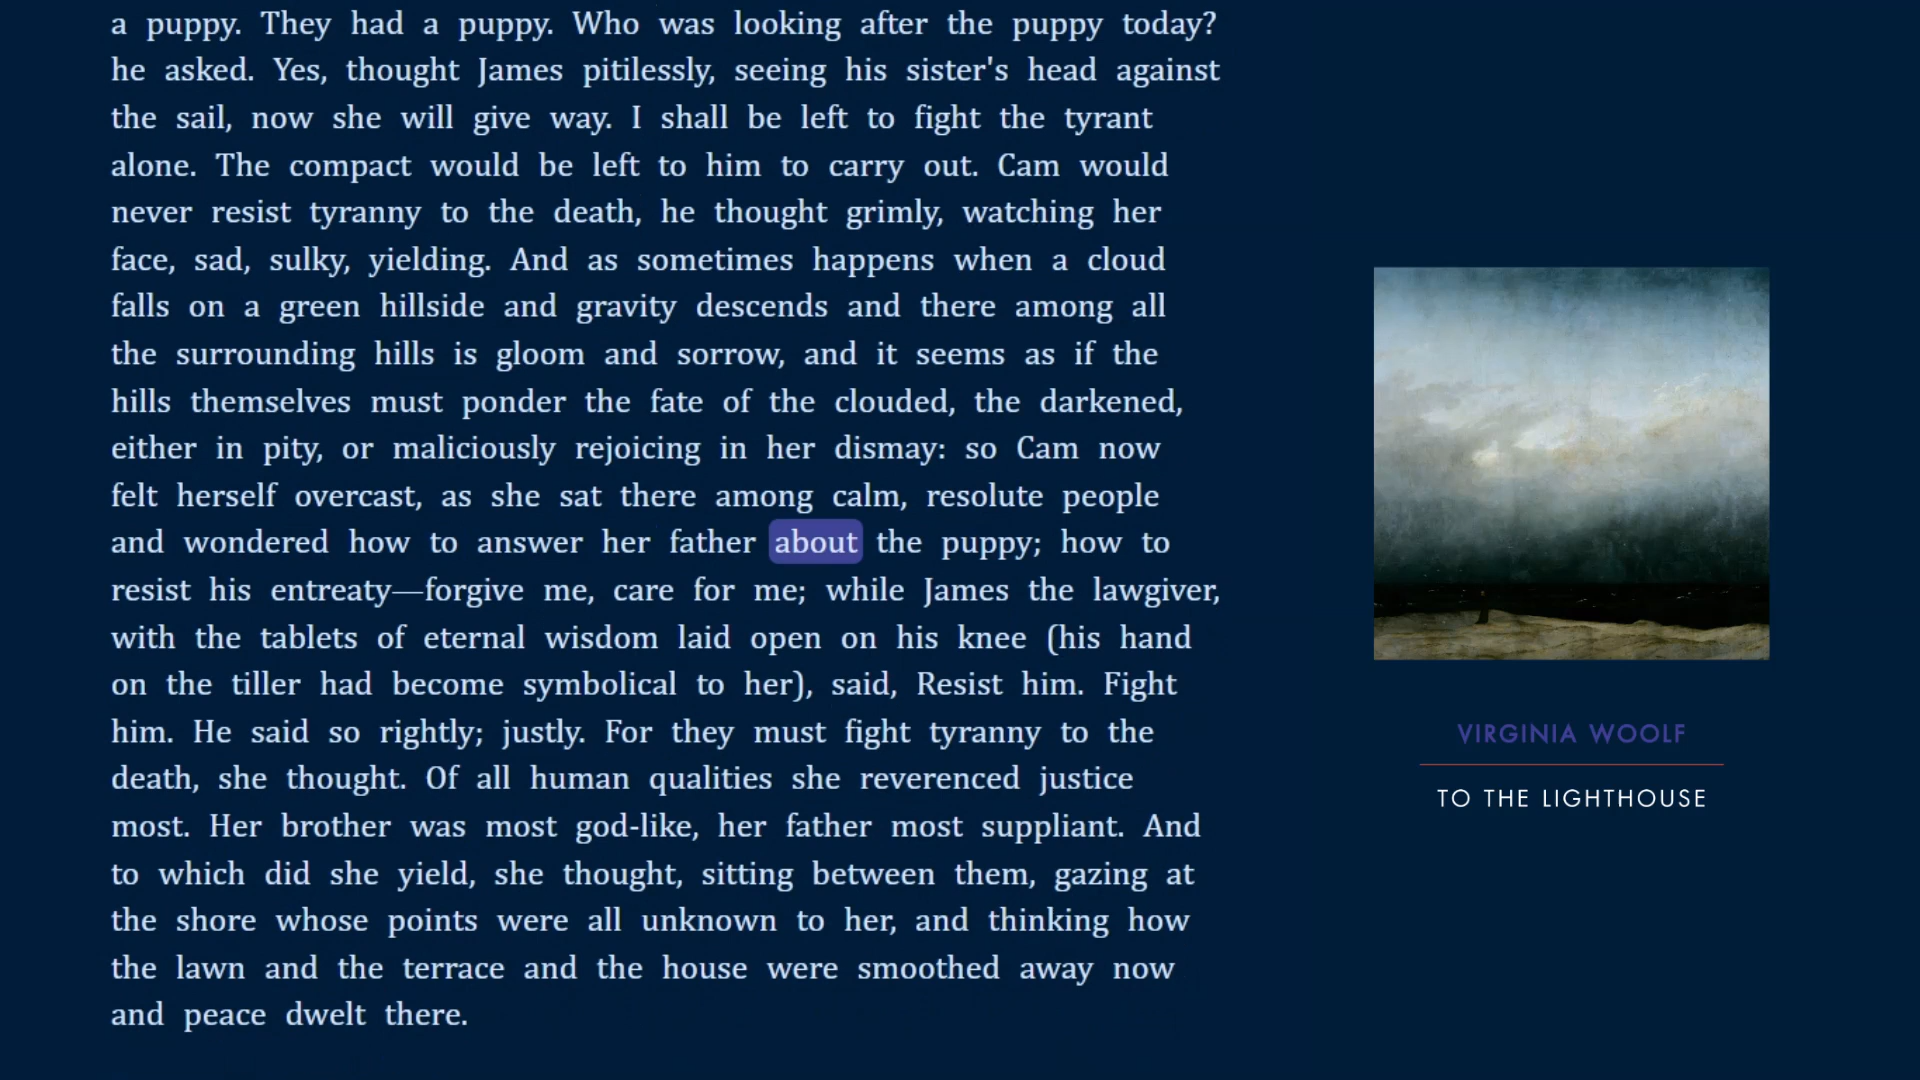 a puppy. They had a puppy. Who was looking after the puppy today?
he asked. Yes, thought James pitilessly, seeing his sister's head against
the sail, now she will give way. I shall be left to fight the tyrant
alone. The compact would be left to him to carry out. Cam would
never resist tyranny to the death, he thought grimly, watching her
face, sad, sulky, yielding. And as sometimes happens when a cloud
falls on a green hillside and gravity descends and there among all
the surrounding hills is gloom and sorrow, and it seems as if the
hills themselves must ponder the fate of the clouded, the darkened,
either in pity, or maliciously rejoicing in her dismay: so Cam now
felt herself overcast, as she sat there among calm, resolute people
and wondered how to answer her father about the puppy; how to
resist his entreaty—forgive me, care for me; while James the lawgiver,
with the tablets of eternal wisdom laid open on his knee (his hand
on the tiller had become symbolical to her), said, Resist him. Fight
him. He said so rightly; justly. For they must fight tyranny to the
death, she thought. Of all human qualities she reverenced justice
most. Her brother was most god-like, her father most suppliant. And
to which did she yield, she thought, sitting between them, gazing at
the shore whose points were all unknown to her, and thinking how
the lawn and the terrace and the house were smoothed away now
and peace dwelt there.
VIRGINIA WOOLF
TO THE LIGHTHOUSE